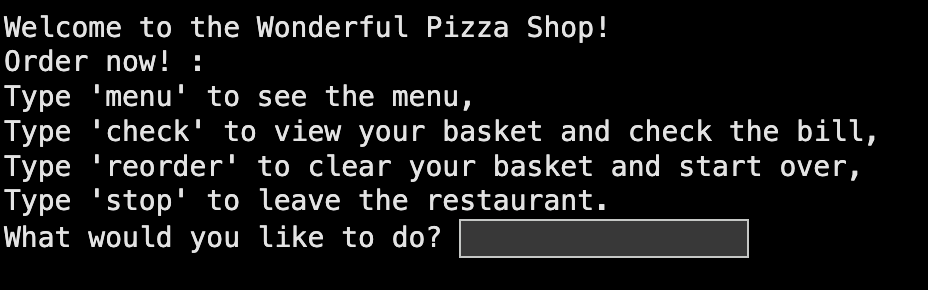 Welcome to the Wonderful Pizza Shop!
Order now! :
Type 'menu' to see the menu,
Type 'check' to view your basket and check the bill,
Type 'reorder' to clear your basket and start over,
Type 'stop' to leave the restaurant.
What would you like to do?